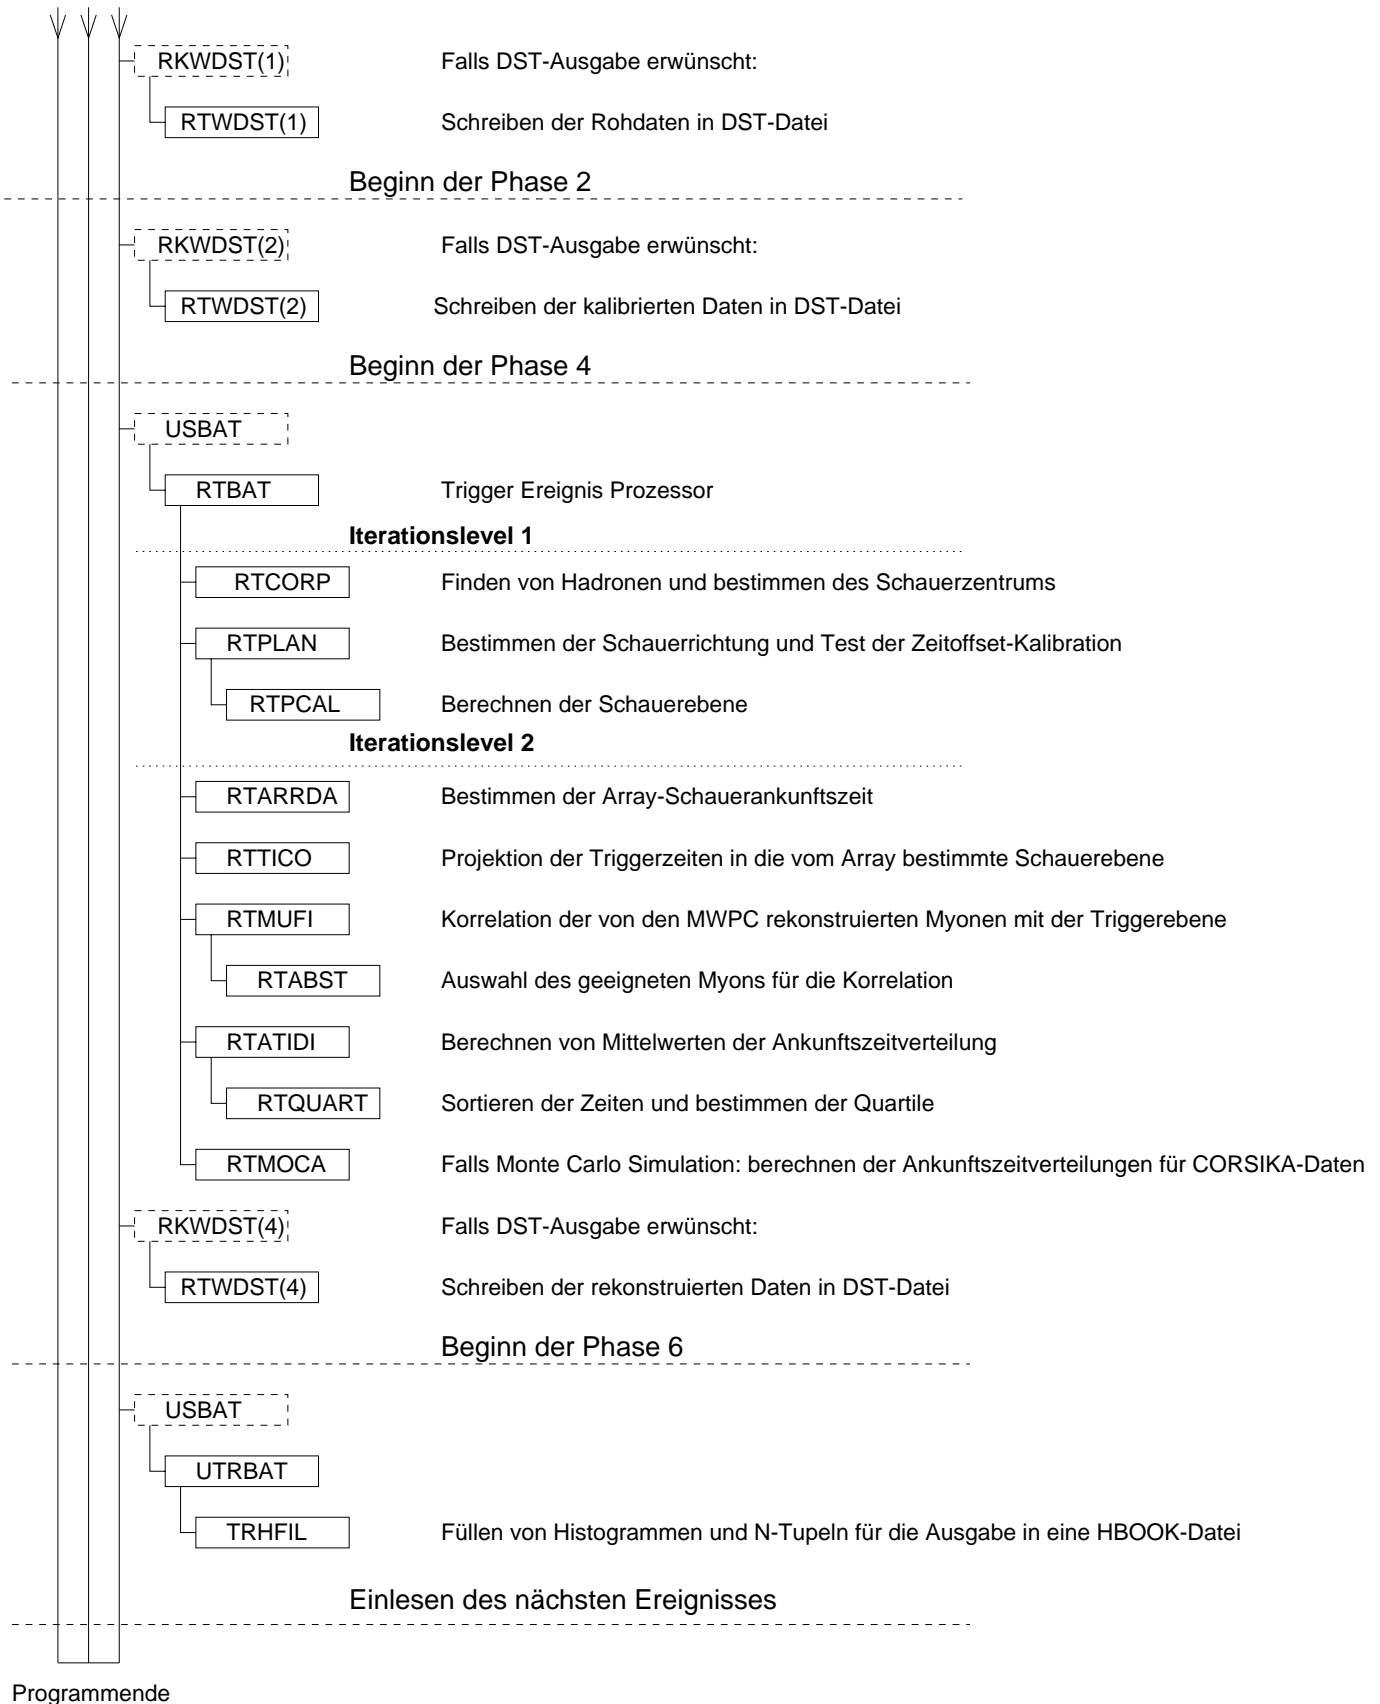 RKWDST(1) Falls DST-Ausgabe erwünscht:
RTWDST(1) Schreiben der Rohdaten in DST-Datei
Beginn der Phase 2
RKWDST(2) Falls DST-Ausgabe erwünscht:
RTWDST(2) Schreiben der kalibrierten Daten in DST-Datei
Beginn der Phase 4
USBAT
RTBAT Trigger Ereignis Prozessor
Iterationslevel 1
RTCORP Finden von Hadronen und bestimmen des Schauerzentrums
RTPLAN Bestimmen der Schauerrichtung und Test der Zeitoffset-Kalibration
RTPCAL Berechnen der Schauerebene
Iterationslevel 2
RTARRDA Bestimmen der Array-Schauerankunftszeit
RTTICO Projektion der Triggerzeiten in die vom Array bestimmte Schauerebene
RTMUFI Korrelation der von den MWPC rekonstruierten Myonen mit der Triggerebene
RTABST Auswahl des geeigneten Myons für die Korrelation
RTATIDI Berechnen von Mittelwerten der Ankunftszeitverteilung
RTQUART Sortieren der Zeiten und bestimmen der Quartile
RTMOCA Falls Monte Carlo Simulation: berechnen der Ankunftszeitverteilungen für CORSIKA-Daten
RKWDST(4) Falls DST-Ausgabe erwünscht:
RTWDST(4) Schreiben der rekonstruierten Daten in DST-Datei
Beginn der Phase 6
USBAT
UTRBAT
TRHFIL Füllen von Histogrammen und N-Tupeln für die Ausgabe in eine HBOOK-Datei
Einlesen des nächsten Ereignisses
Programmende